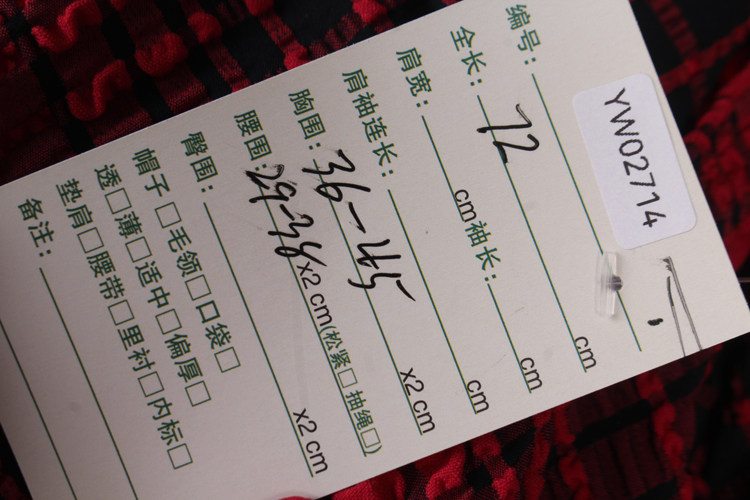 编号: YW02714
全长: 72 cm
肩宽: cm 袖长: cm
肩袖连长: cm
胸围: 36-45 x2 cm
腰围: 29-38 x2 cm(松紧□ 抽绳□)
臀围: x2 cm
帽子□ 毛领□ 口袋□
透□ 薄□ 适中□ 偏厚□
垫肩□ 腰带□ 里衬□ 内标□
备注: